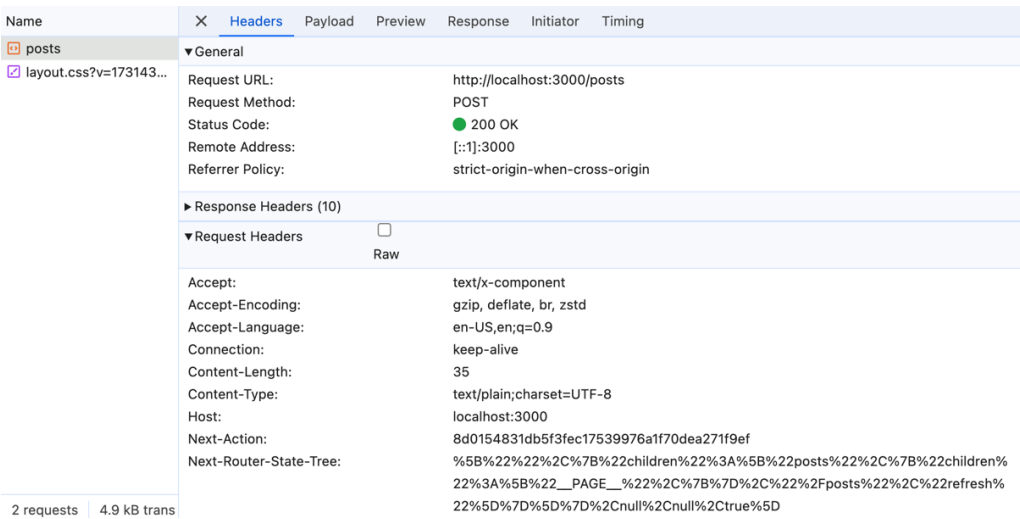 Name
Headers Payload Preview Response Initiator Timing
posts
layout.css?v=173143...
General
Request URL: http://localhost:3000/posts
Request Method: POST
Status Code: 200 OK
Remote Address: [::1]:3000
Referrer Policy: strict-origin-when-cross-origin
Response Headers (10)
Request Headers
Raw
Accept: text/x-component
Accept-Encoding: gzip, deflate, br, zstd
Accept-Language: en-US,en;q=0.9
Connection: keep-alive
Content-Length: 35
Content-Type: text/plain;charset=UTF-8
Host: localhost:3000
Next-Action: 8d0154831db5f3fec17539976a1f70dea271f9ef
Next-Router-State-Tree: %5B%22%22%2C%7B%22children%22%3A%5B%22posts%22%2C%7B%22children%
22%3A%5B%22__PAGE__%22%2C%7B%7D%2C%22%2Fposts%22%2C%22refresh%
22%5D%7D%5D%7D%2Cnull%2Cnull%2Ctrue%5D
2 requests 4.9 kB trans